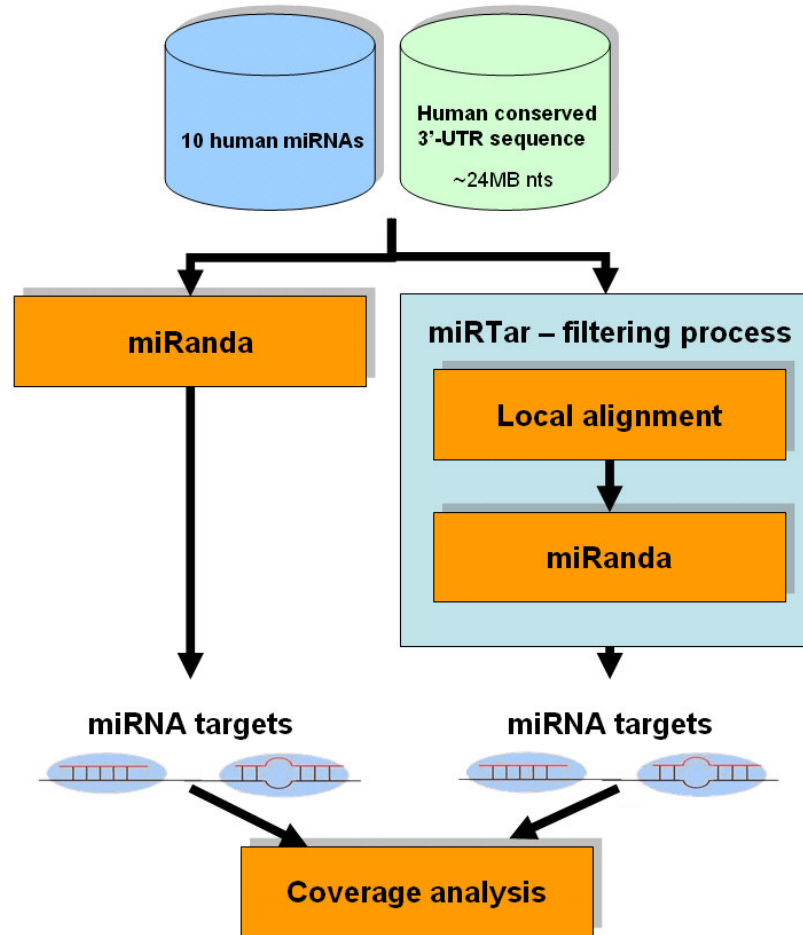 10 human miRNAs
Human conserved
3'-UTR sequence
~24MB nts
miRanda
miRTar – filtering process
Local alignment
miRanda
miRNA targets
miRNA targets
Coverage analysis